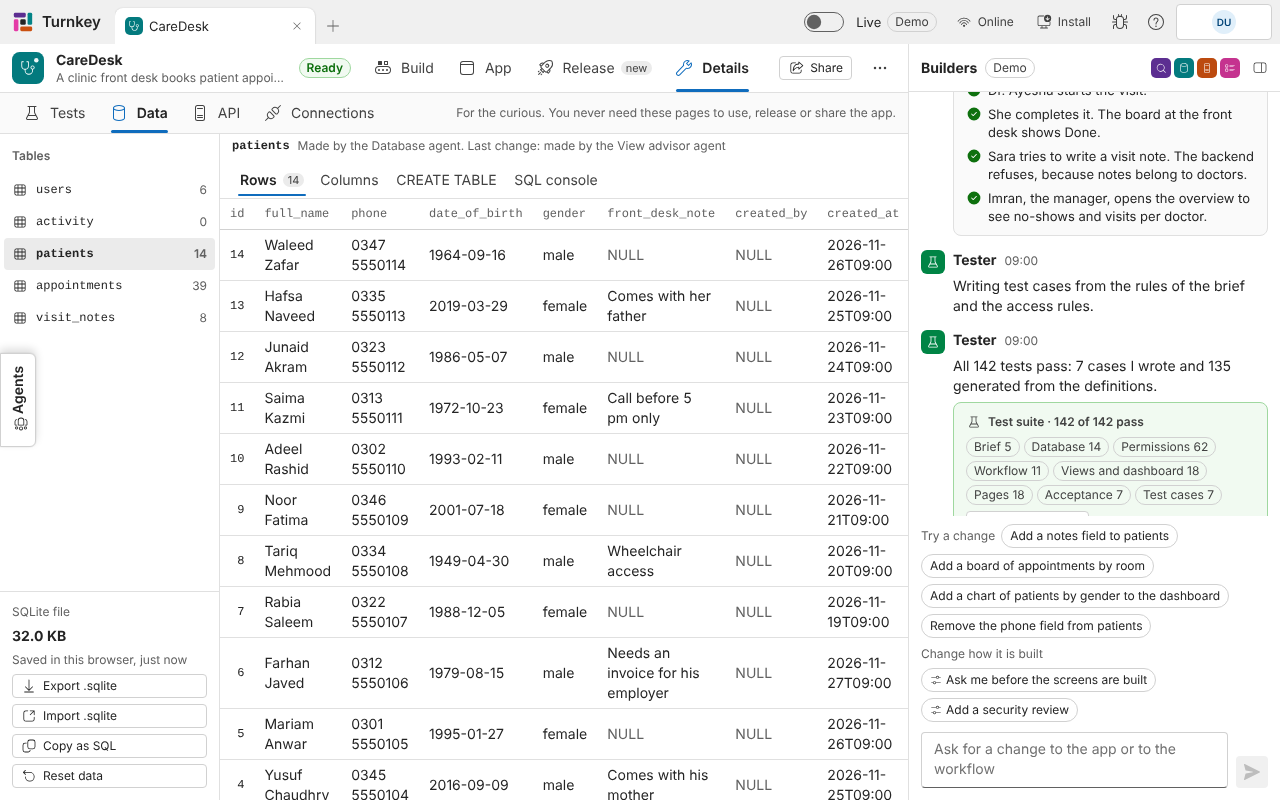 Turnkey
CareDesk
Live
Demo
Online
Install
DU
CareDesk
A clinic front desk books patient appoi...
Ready
Build
App
Release new
Details
Share
Builders
Demo
Tests
Data
API
Connections
For the curious. You never need these pages to use, release or share the app.
Tables
users 6
activity 0
patients 14
appointments 39
visit_notes 8
Agents
SQLite file
32.0 KB
Saved in this browser, just now
Export .sqlite
Import .sqlite
Copy as SQL
Reset data
patients Made by the Database agent. Last change: made by the View advisor agent
Rows 14
Columns
CREATE TABLE
SQL console
id full_name phone date_of_birth gender front_desk_note created_by created_at
14 Waleed Zafar 0347 5550114 1964-09-16 male NULL NULL 2026-11-26T09:00
13 Hafsa Naveed 0335 5550113 2019-03-29 female Comes with her father NULL 2026-11-25T09:00
12 Junaid Akram 0323 5550112 1986-05-07 male NULL NULL 2026-11-24T09:00
11 Saima Kazmi 0313 5550111 1972-10-23 female Call before 5 pm only NULL 2026-11-23T09:00
10 Adeel Rashid 0302 5550110 1993-02-11 male NULL NULL 2026-11-22T09:00
9 Noor Fatima 0346 5550109 2001-07-18 female NULL NULL 2026-11-21T09:00
8 Tariq Mehmood 0334 5550108 1949-04-30 male Wheelchair access NULL 2026-11-20T09:00
7 Rabia Saleem 0322 5550107 1988-12-05 female NULL NULL 2026-11-19T09:00
6 Farhan Javed 0312 5550106 1979-08-15 male Needs an invoice for his employer NULL 2026-11-27T09:00
5 Mariam Anwar 0301 5550105 1995-01-27 female NULL NULL 2026-11-26T09:00
4 Yusuf Chaudhry 0345 5550104 2016-09-09 male Comes with his mother NULL 2026-11-25T09:00
Dr. Ayesha starts the visit.
She completes it. The board at the front
desk shows Done.
Sara tries to write a visit note. The backend
refuses, because notes belong to doctors.
Imran, the manager, opens the overview to
see no-shows and visits per doctor.
Tester 09:00
Writing test cases from the rules of the brief
and the access rules.
Tester 09:00
All 142 tests pass: 7 cases I wrote and 135
generated from the definitions.
Test suite · 142 of 142 pass
Brief 5
Database 14
Permissions 62
Workflow 11
Views and dashboard 18
Pages 18
Acceptance 7
Test cases 7
Try a change
Add a notes field to patients
Add a board of appointments by room
Add a chart of patients by gender to the dashboard
Remove the phone field from patients
Change how it is built
Ask me before the screens are built
Add a security review
Ask for a change to the app or to the
workflow